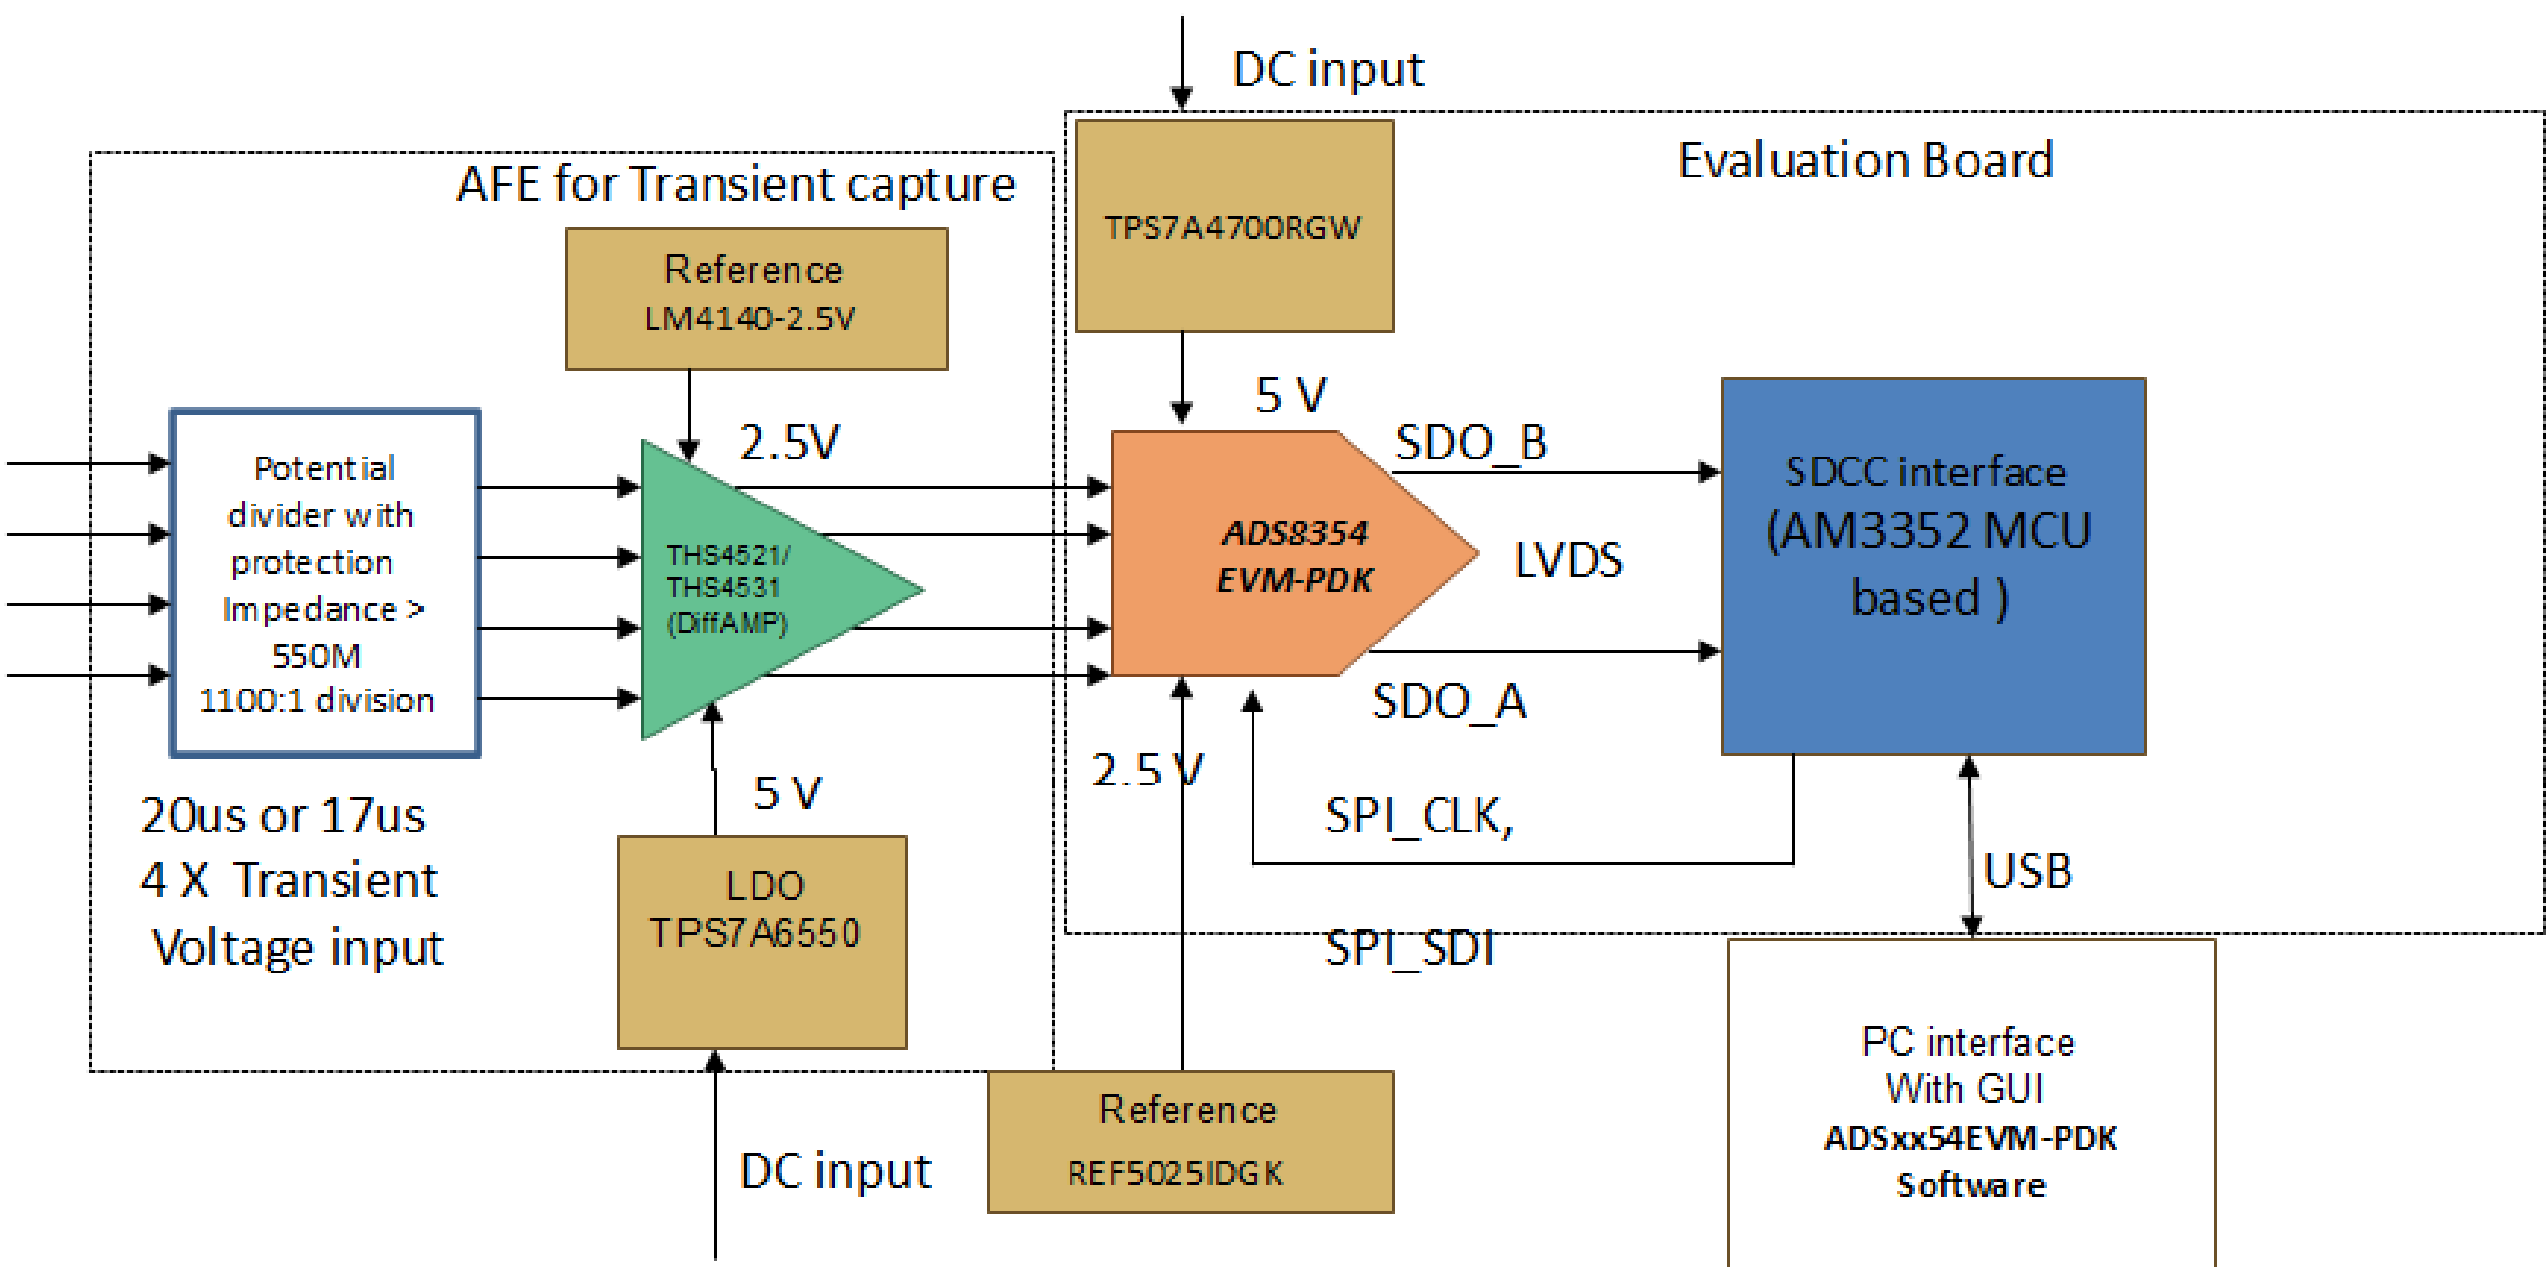 DC input
Evaluation Board
AFE for Transient capture
TPS7A4700RGW
Reference
LM4140-2.5V
5 V
2.5V
SDO_B
Potential
divider with
protection
Impedance >
550M
1100:1 division
THS4521/
THS4531
(DiffAMP)
ADS8354
EVM-PDK
LVDS
SDCC interface
(AM3352 MCU
based )
SDO_A
2.5 V
5 V
SPI_CLK,
20us or 17us
4 X Transient
Voltage input
LDO
TPS7A6550
USB
SPI_SDI
PC interface
With GUI
ADSxx54EVM-PDK
Software
Reference
REF5025IDGK
DC input